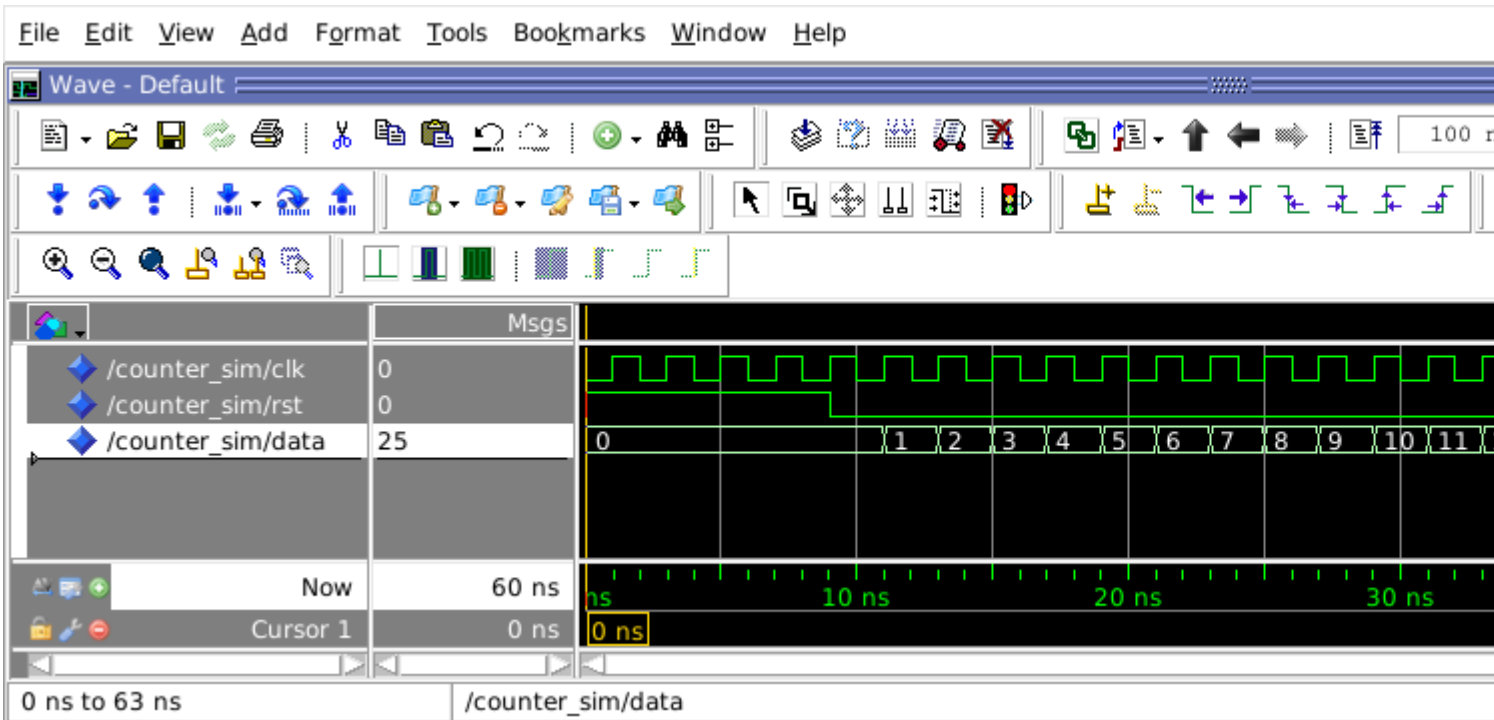 File Edit View Add Format Tools Bookmarks Window Help
Wave - Default
100
Msgs
/counter_sim/clk 0
/counter_sim/rst 0
/counter_sim/data 25 0 1 2 3 4 5 6 7 8 9 10 11
Now 60 ns ns 10 ns 20 ns 30 ns
Cursor 1 0 ns 0 ns
0 ns to 63 ns /counter_sim/data